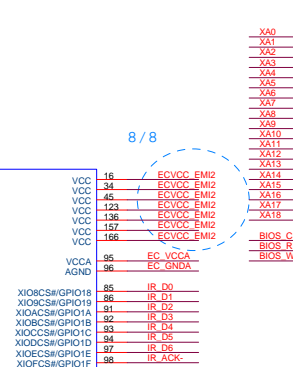 XA0
XA1
XA2
XA3
XA4
XA5
XA6
XA7
XA8
XA9
XA10
XA11
XA12
XA13
XA14
XA15
XA16
XA17
XA18
BIOS_C
BIOS_R
BIOS_W
8/8
VCC 16 ECVCC_EMI2
VCC 34 ECVCC_EMI2
VCC 45 ECVCC_EMI2
VCC 123 ECVCC_EMI2
VCC 136 ECVCC_EMI2
VCC 157 ECVCC_EMI2
VCC 166 ECVCC_EMI2
VCCA 95 EC_VCCA
AGND 96 EC_GNDA
XIO8CS#/GPIO18 85 IR_D0
XIO9CS#/GPIO19 86 IR_D1
XIOACS#/GPIO1A 91 IR_D2
XIOBCS#/GPIO1B 92 IR_D3
XIOCCS#/GPIO1C 93 IR_D4
XIODCS#/GPIO1D 94 IR_D5
XIOECS#/GPIO1E 97 IR_D6
XIOFCS#/GPIO1F 98 IR_ACK-